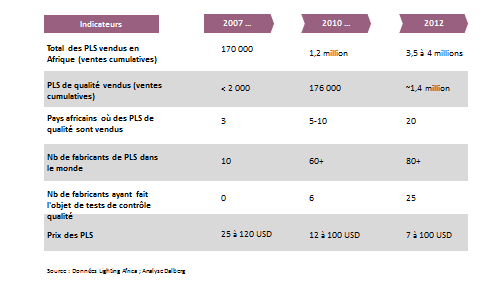 Indicateurs 2007 … 2010 … 2012
Total des PLS vendus en
Afrique (ventes cumulatives)
170 000 1,2 million 3,5 à 4 millions
PLS de qualité vendus (ventes
cumulatives)
< 2 000 176 000 ~1,4 million
Pays africains où des PLS de
qualité sont vendus
3 5-10 20
Nb de fabricants de PLS dans
le monde
10 60+ 80+
Nb de fabricants ayant fait
l'objet de tests de contrôle
qualité
0 6 25
Prix des PLS 25 à 120 USD 12 à 100 USD 7 à 100 USD
Source : Données Lighting Africa ; Analyse Dalberg